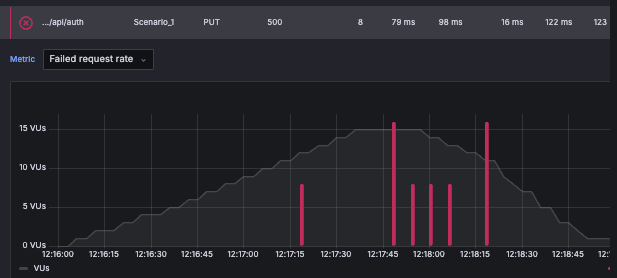 .../api/auth Scenario_1 PUT 500 8 79 ms 98 ms 16 ms 122 ms 123
Metric Failed request rate
15 VUs
10 VUs
5 VUs
0 VUs
12:16:00 12:16:15 12:16:30 12:16:45 12:17:00 12:17:15 12:17:30 12:17:45 12:18:00 12:18:15 12:18:30 12:18:45 12:1
VUs